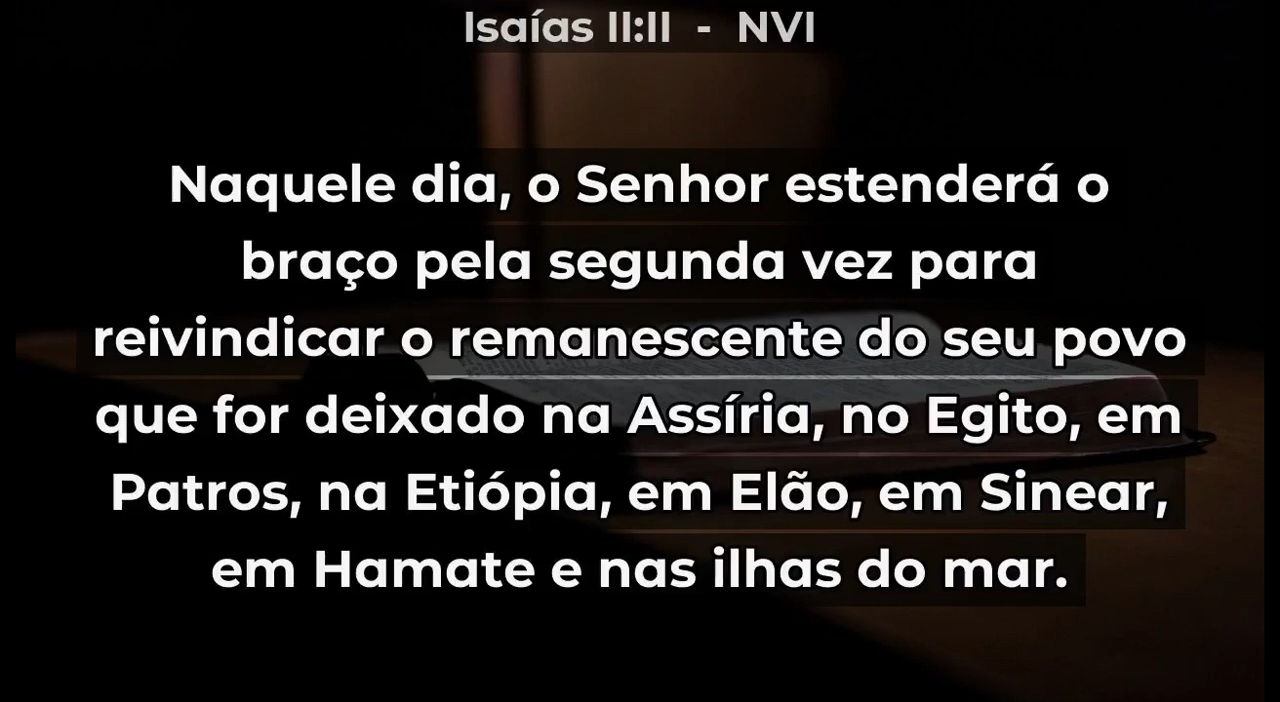 Isaías 11:11 - NVI
Naquele dia, o Senhor estenderá o
braço pela segunda vez para
reivindicar o remanescente do seu povo
que for deixado na Assíria, no Egito, em
Patros, na Etiópia, em Elão, em Sinear,
em Hamate e nas ilhas do mar.